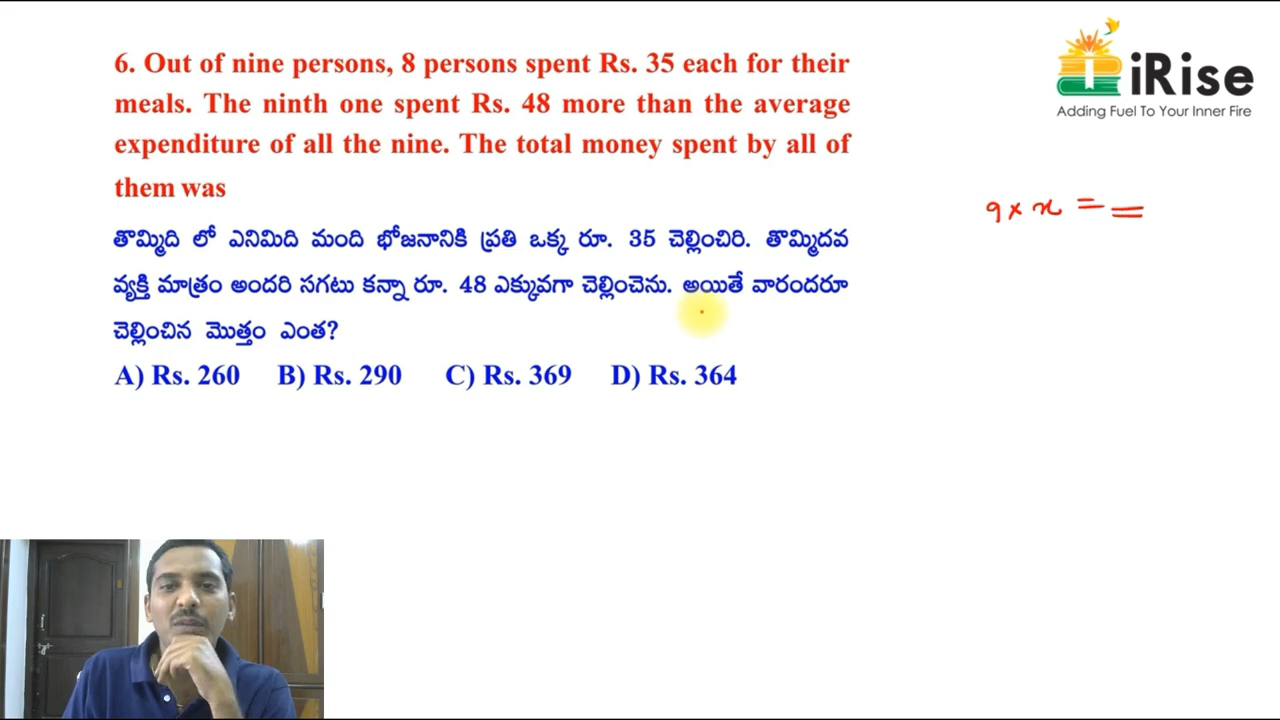 6. Out of nine persons, 8 persons spent Rs. 35 each for their
meals. The ninth one spent Rs. 48 more than the average
expenditure of all the nine. The total money spent by all of
them was
తొమ్మిది లో ఎనిమిది మంది భోజనానికి ప్రతి ఒక్క రూ. 35 చెల్లించిరి. తొమ్మిదవ
వ్యక్తి మాత్రం అందరి సగటు కన్నా రూ. 48 ఎక్కువగా చెల్లించెను. అయితే వారందరూ
చెల్లించిన మొత్తం ఎంత?
A) Rs. 260 B) Rs. 290 C) Rs. 369 D) Rs. 364
iRise
Adding Fuel To Your Inner Fire
9 × x = =